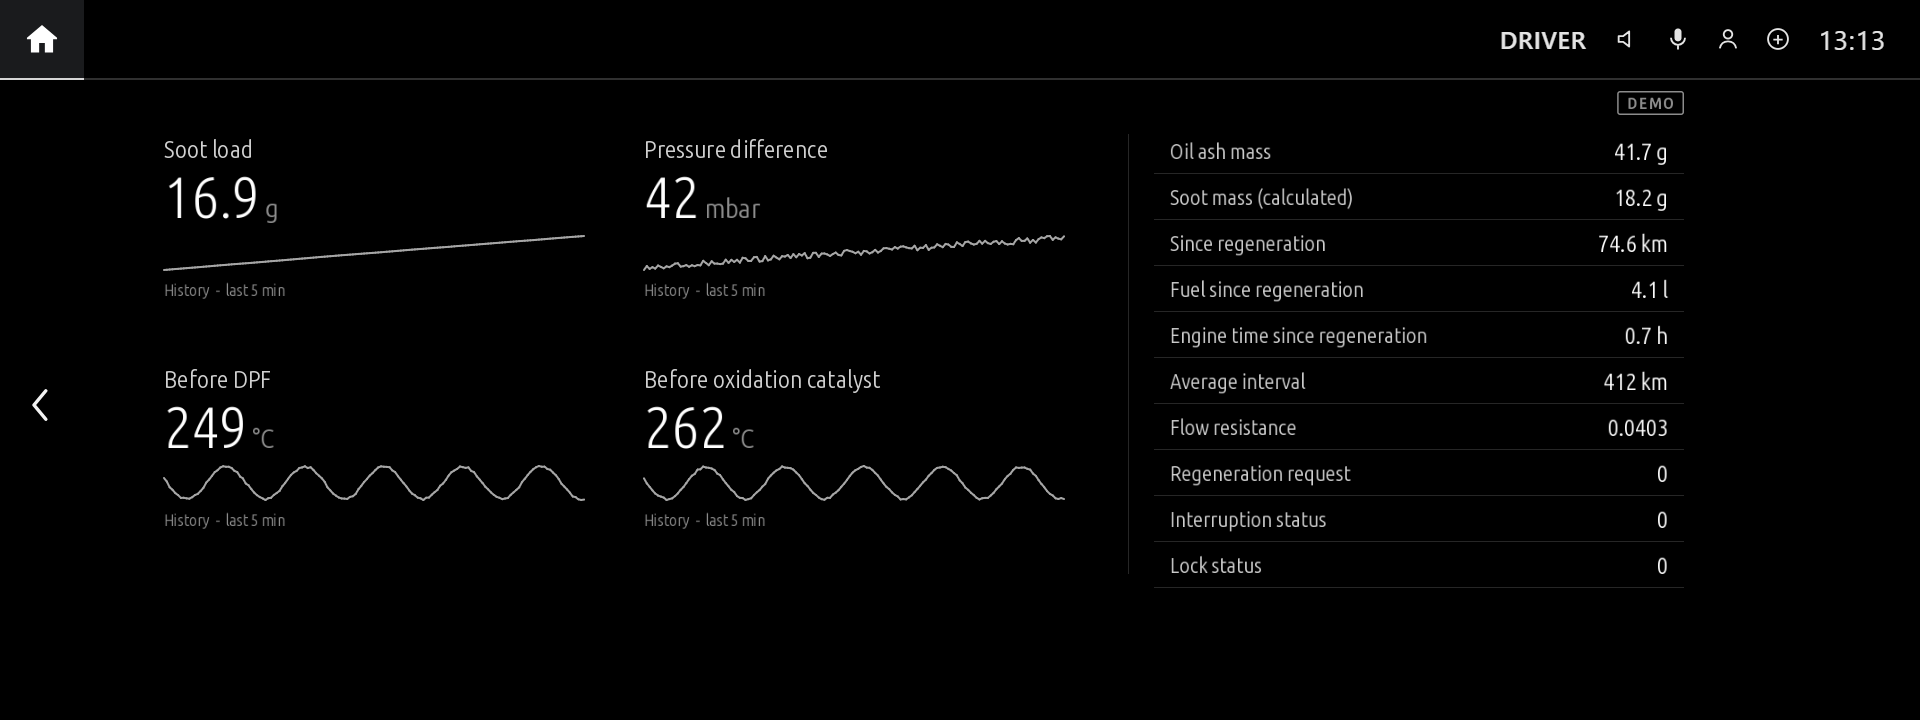 DRIVER 13:13
DEMO
Soot load
16.9 g
History - last 5 min
Pressure difference
42 mbar
History - last 5 min
Before DPF
249 °C
History - last 5 min
Before oxidation catalyst
262 °C
History - last 5 min
Oil ash mass 41.7 g
Soot mass (calculated) 18.2 g
Since regeneration 74.6 km
Fuel since regeneration 4.1 l
Engine time since regeneration 0.7 h
Average interval 412 km
Flow resistance 0.0403
Regeneration request 0
Interruption status 0
Lock status 0